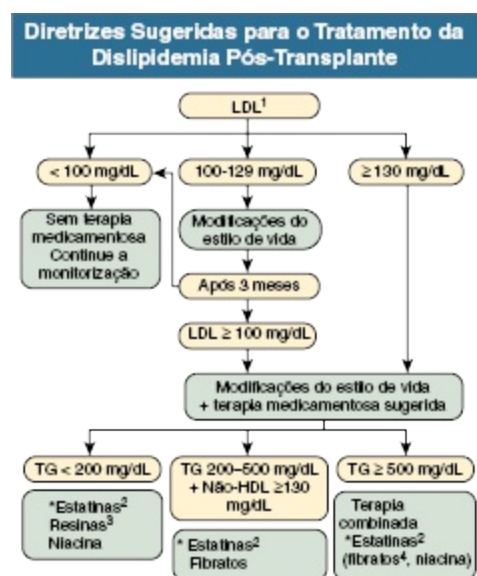 Diretrizes Sugeridas para o Tratamento da
Dislipidemia Pós-Transplante
LDL¹
< 100 mg/dL
100-129 mg/dL
≥ 130 mg/dL
Sem terapia
medicamentosa
Continue a
monitorização
Modificações do
estilo de vida
Após 3 meses
LDL ≥ 100 mg/dL
Modificações do estilo de vida
+ terapia medicamentosa sugerida
TG < 200 mg/dL
TG 200–500 mg/dL
+ Não-HDL ≥130
mg/dL
TG ≥ 500 mg/dL
*Estatinas²
Resinas³
Niacina
* Estatinas²
Fibratos
Terapia
combinada
*Estatinas²
(fibratos⁴, niacina)